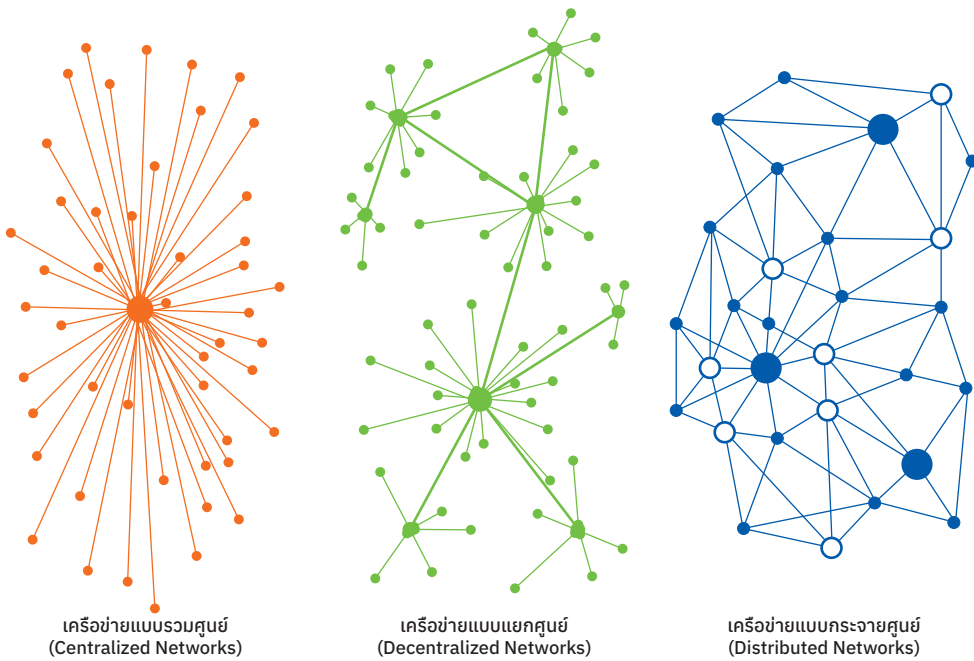 เครือข่ายแบบรวมศูนย์
(Centralized Networks)
เครือข่ายแบบแยกศูนย์
(Decentralized Networks)
เครือข่ายแบบกระจายศูนย์
(Distributed Networks)